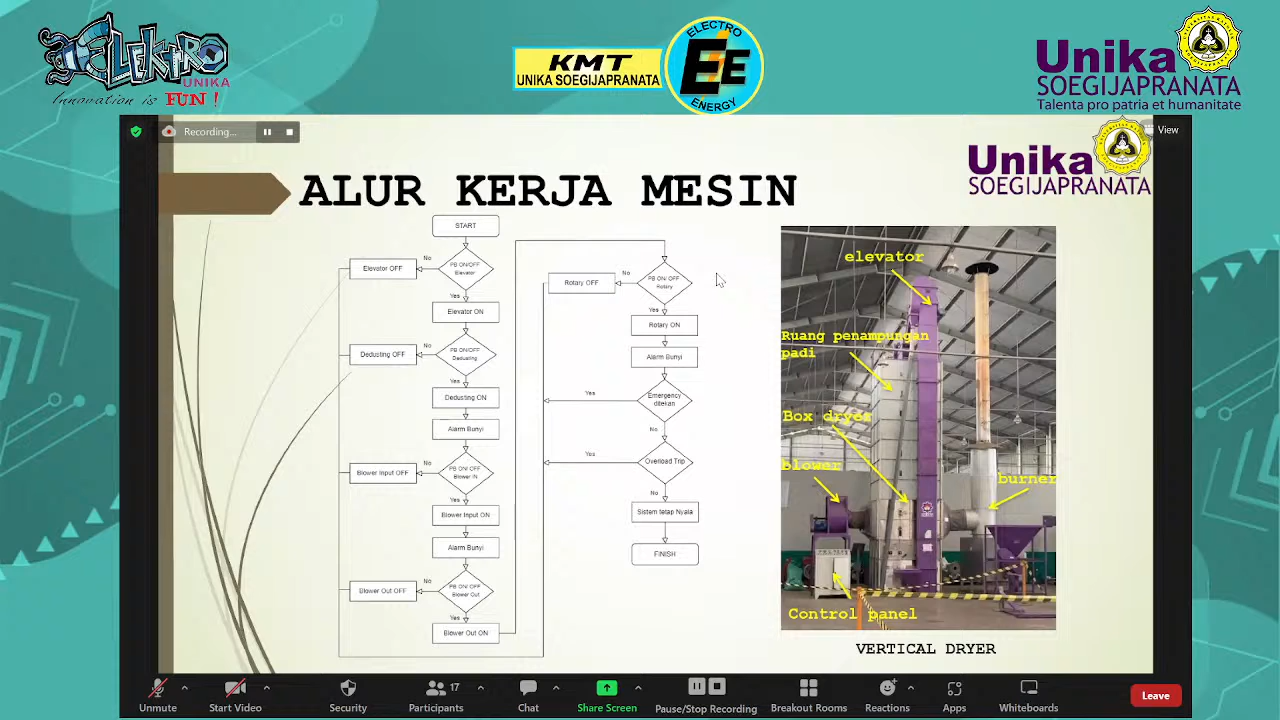 ELEKTRO
UNIKA
Innovation is FUN !
KMT
UNIKA SOEGIJAPRANATA
ELECTRO
EiE
ENERGY
Unika
SOEGIJAPRANATA
Talenta pro patria et humanitate
Recording...
View
Unika
SOEGIJAPRANATA
ALUR KERJA MESIN
START
No
PB ON/OFF
Elevator
Elevator OFF
Yes
Elevator ON
No
PB ON/OFF
Dedusting
Dedusting OFF
Yes
Dedusting ON
Alarm Bunyi
No
PB ON/ OFF
Blower IN
Blower Input OFF
Yes
Blower Input ON
Alarm Bunyi
No
PB ON/ OFF
Blower Out
Blower Out OFF
Yes
Blower Out ON
Rotary OFF
No
PB ON/ OFF
Rotary
Yes
Rotary ON
Alarm Bunyi
Yes
Emergency
ditekan
No
Yes
Overload Trip
No
Sistem tetap Nyala
FINISH
elevator
Ruang penampungan
padi
Box dryer
Blower
burner
Control panel
VERTICAL DRYER
Unmute
Start Video
Security
17
Participants
Chat
Share Screen
Pause/Stop Recording
Breakout Rooms
Reactions
Apps
Whiteboards
Leave